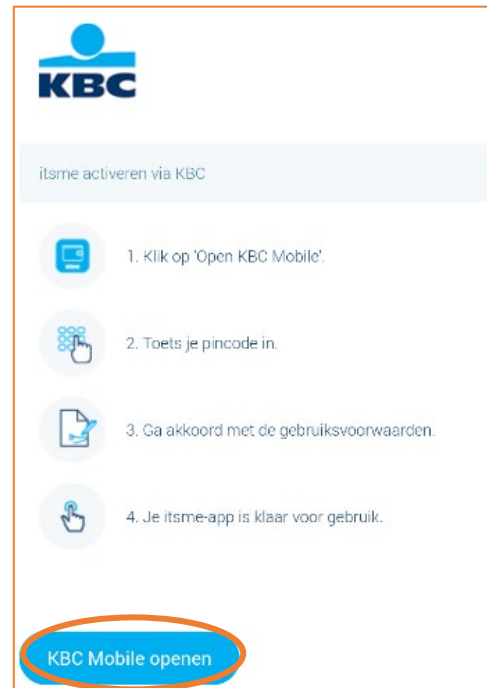 KBC
itsme activeren via KBC
1. Klik op 'Open KBC Mobile'.
2. Toets je pincode in.
3. Ga akkoord met de gebruiksvoorwaarden.
4. Je itsme-app is klaar voor gebruik.
KBC Mobile openen